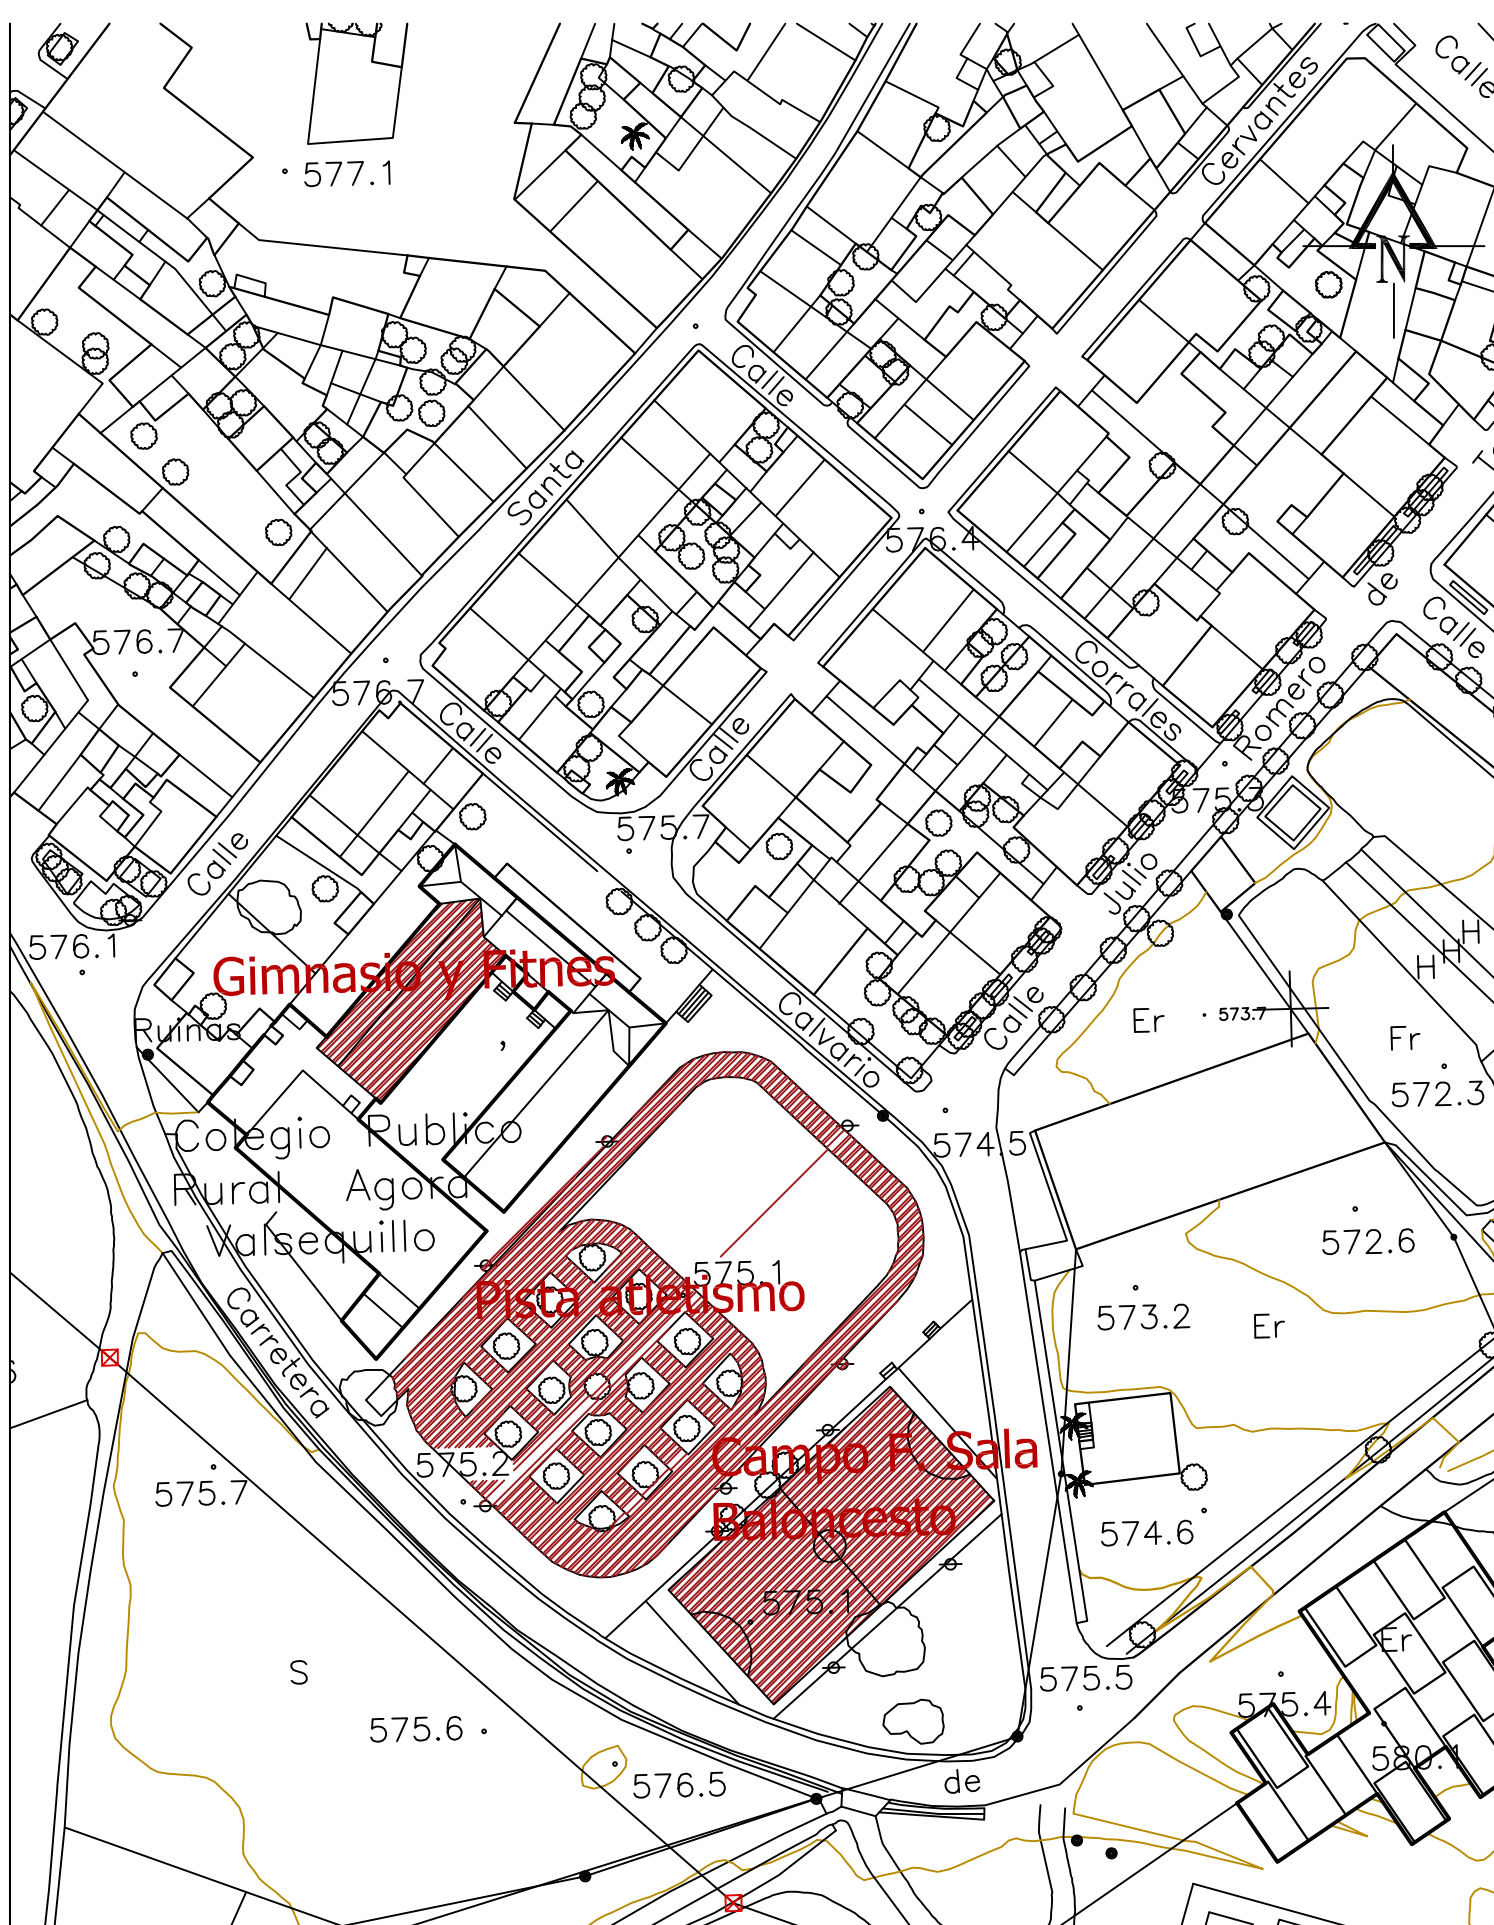 Calle
Cervantes
577.1
N
Calle
Santa
576.4
de
Calle
576.7
576.7
Calle
Corrales
Romero
Calle
575.7
575.3
Calle
Julio
576.1
H
H
H
Gimnasio y Fitnes
Ruinas
Calvario
Calle
Er
573.7
Fr
572.3
Colegio Publico
Rural Agora
Valsequillo
574.5
572.6
575.1
Pista atletismo
573.2
Er
Carretera
575.2
Campo F. Sala
Baloncesto
575.7
574.6
575.1
Er
S
575.5
575.4
575.6
576.5
de
580.1